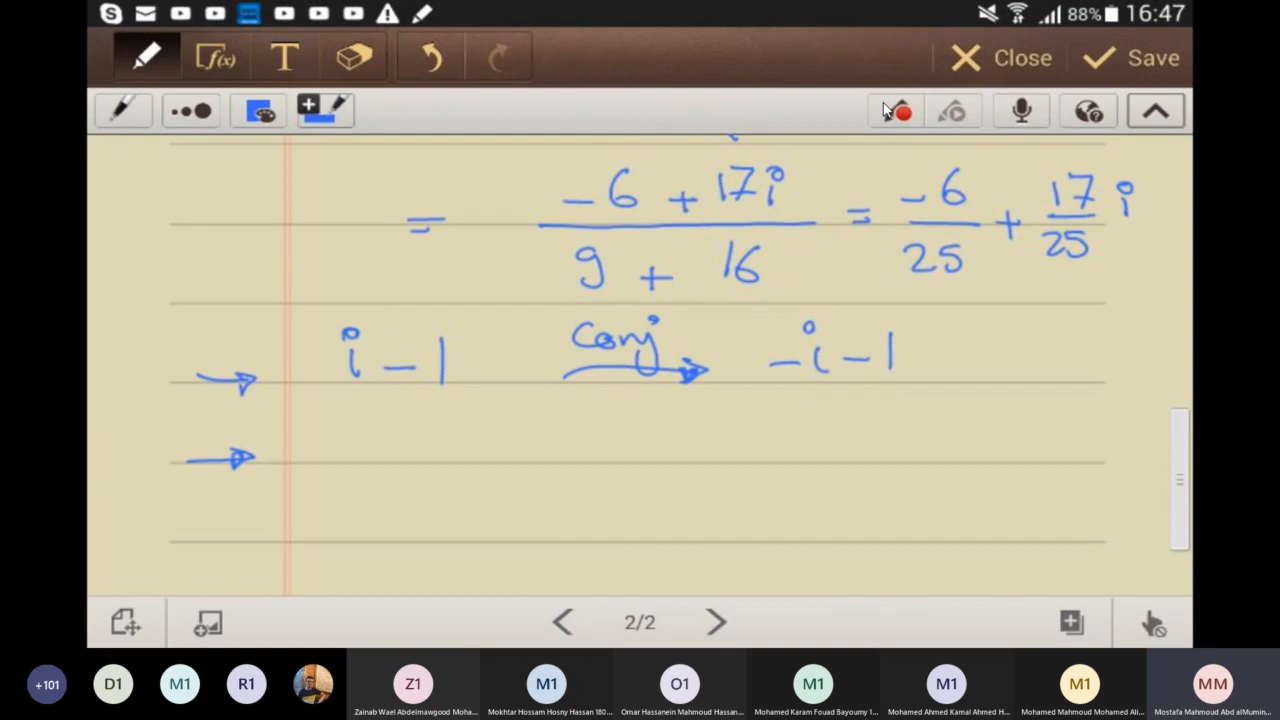 88% 16:47
f(x) T Close Save
= -6 + 17i / 9 + 16 = -6/25 + 17/25 i
→ i - 1 Conj → -i - 1
→
2/2
+101 D1 M1 R1 Z1 M1 O1 M1 M1 M1 MM
Zainab Wael Abdelmawgood Moha... Mokhtar Hossam Hosny Hassan 180... Omar Hassanein Mahmoud Hassan... Mohamed Karam Fouad Bayoumy 1... Mohamed Ahmed Kamal Ahmed H... Mohamed Mahmoud Mohamed Ali... Mostafa Mahmoud Abd alMumin...